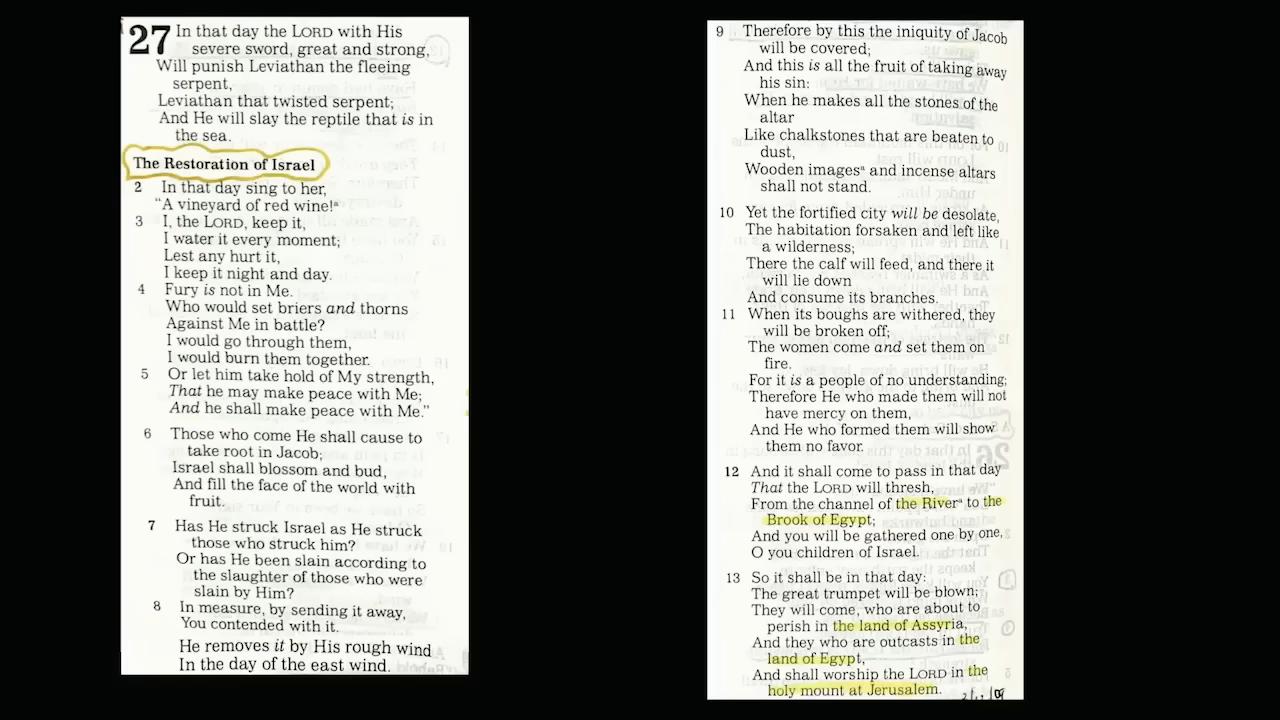 27 In that day the LORD with His
severe sword, great and strong,
Will punish Leviathan the fleeing
serpent,
Leviathan that twisted serpent;
And He will slay the reptile that is in
the sea.
The Restoration of Israel
2 In that day sing to her,
“A vineyard of red wine!ª
3 I, the LORD, keep it,
I water it every moment;
Lest any hurt it,
I keep it night and day.
4 Fury is not in Me.
Who would set briers and thorns
Against Me in battle?
I would go through them,
I would burn them together.
5 Or let him take hold of My strength,
That he may make peace with Me;
And he shall make peace with Me.”
6 Those who come He shall cause to
take root in Jacob;
Israel shall blossom and bud,
And fill the face of the world with
fruit.
7 Has He struck Israel as He struck
those who struck him?
Or has He been slain according to
the slaughter of those who were
slain by Him?
8 In measure, by sending it away,
You contended with it.
He removes it by His rough wind
In the day of the east wind.
9 Therefore by this the iniquity of Jacob
will be covered;
And this is all the fruit of taking away
his sin:
When he makes all the stones of the
altar
Like chalkstones that are beaten to
dust,
Wooden imagesª and incense altars
shall not stand.
10 Yet the fortified city will be desolate,
The habitation forsaken and left like
a wilderness;
There the calf will feed, and there it
will lie down
And consume its branches.
11 When its boughs are withered, they
will be broken off;
The women come and set them on
fire.
For it is a people of no understanding;
Therefore He who made them will not
have mercy on them,
And He who formed them will show
them no favor.
12 And it shall come to pass in that day
That the LORD will thresh,
From the channel of the Riverª to the
Brook of Egypt;
And you will be gathered one by one,
O you children of Israel.
13 So it shall be in that day:
The great trumpet will be blown;
They will come, who are about to
perish in the land of Assyria,
And they who are outcasts in the
land of Egypt,
And shall worship the LORD in the
holy mount at Jerusalem.